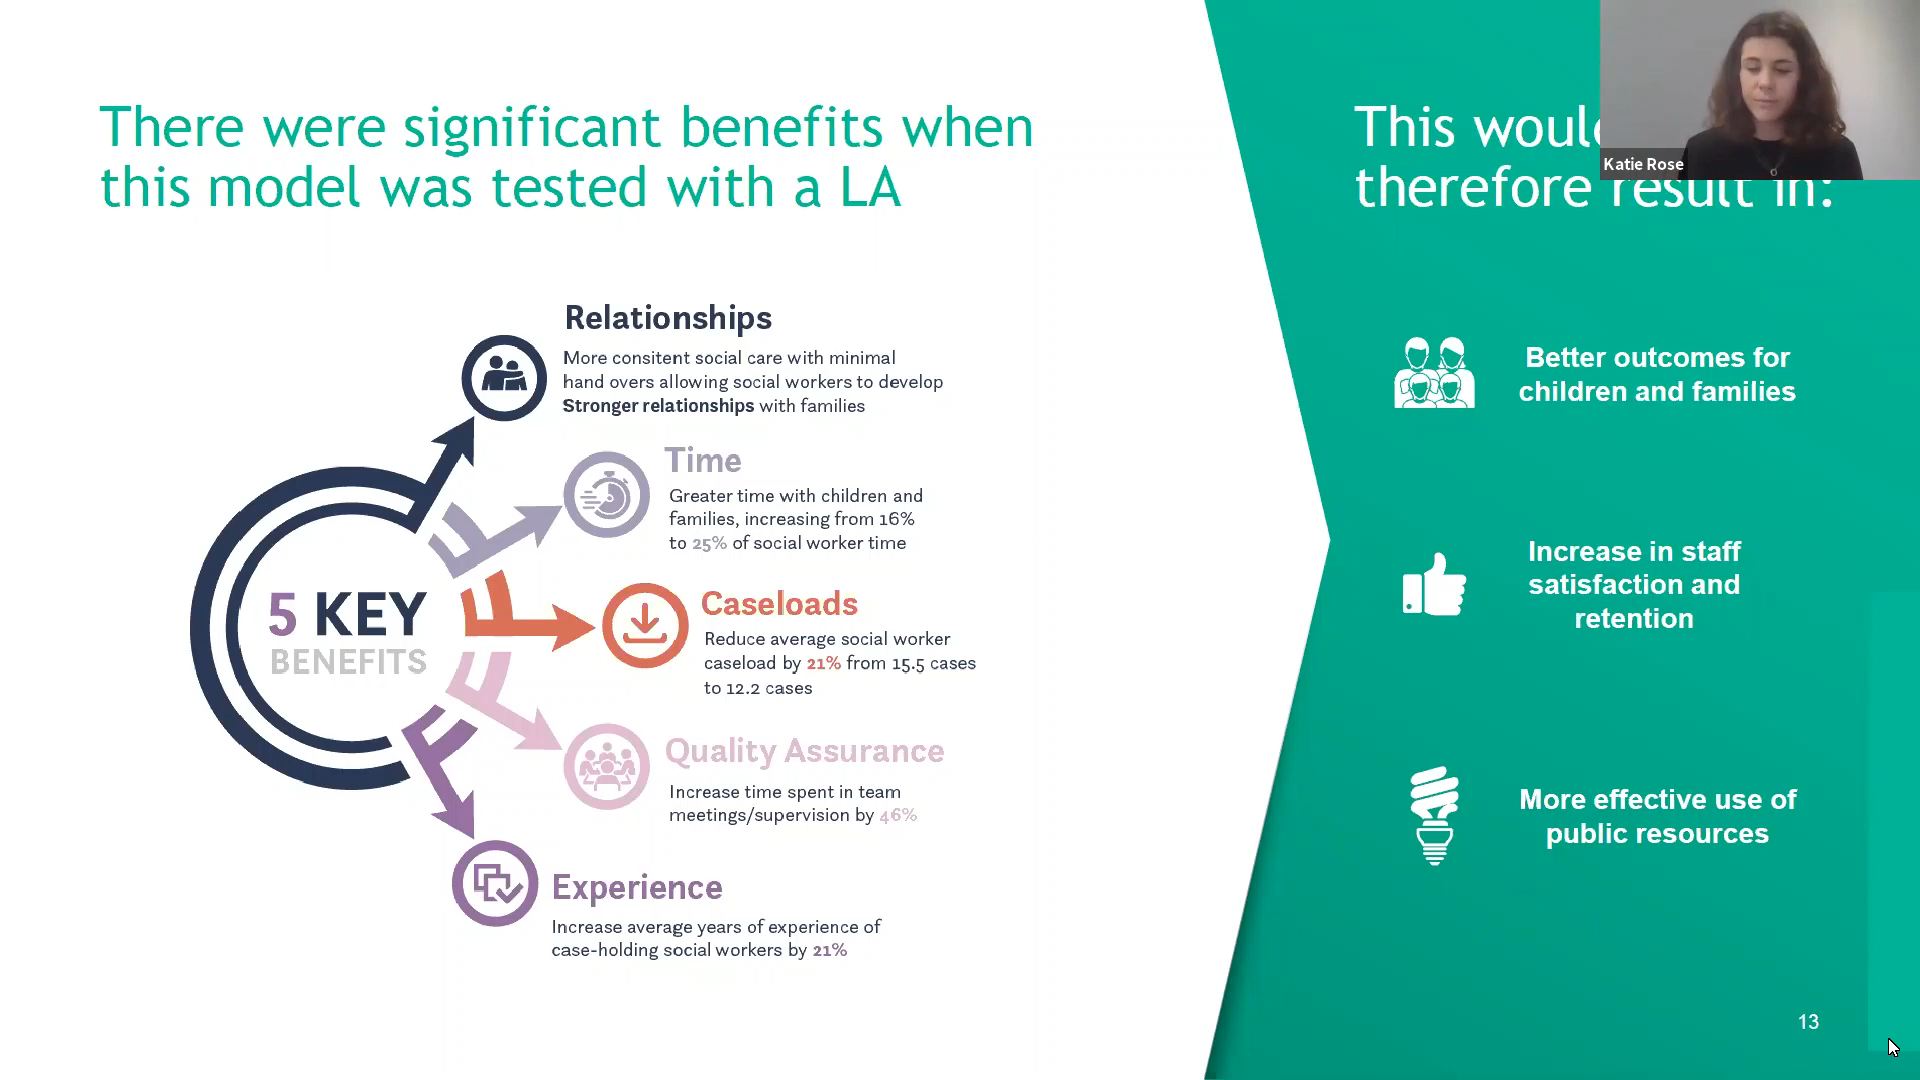 There were significant benefits when
this model was tested with a LA
5 KEY
BENEFITS
Relationships
More consitent social care with minimal
hand overs allowing social workers to develop
Stronger relationships with families
Time
Greater time with children and
families, increasing from 16%
to 25% of social worker time
Caseloads
Reduce average social worker
caseload by 21% from 15.5 cases
to 12.2 cases
Quality Assurance
Increase time spent in team
meetings/supervision by 46%
Experience
Increase average years of experience of
case-holding social workers by 21%
This would
therefore result in:
Katie Rose
Better outcomes for
children and families
Increase in staff
satisfaction and
retention
More effective use of
public resources
13